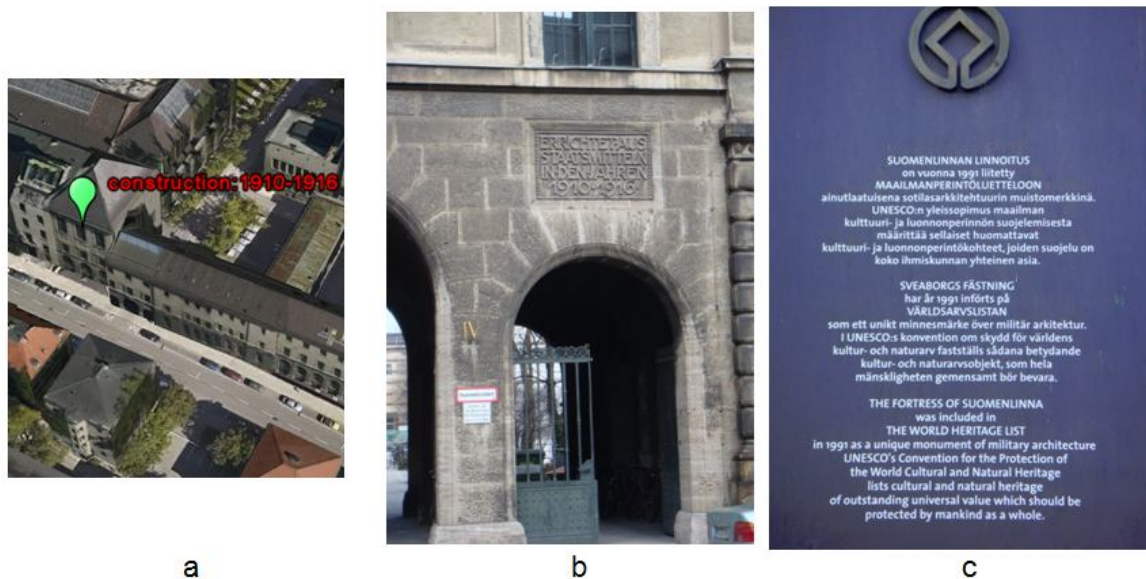 construction: 1910-1916
ERRICHTET AUS
STAATSMITTELN
IN DEN JAHREN
1910-1916
IV
SUOMENLINNAN LINNOITUS
on vuonna 1991 liitetty
MAAILMANPERINTÖLUETTELOON
ainutlaatuisena sotilasarkkitehtuurin muistomerkkinä.
UNESCO:n yleissopimus maailman
kulttuuri- ja luonnonperinnön suojelemisesta
määrittää sellaiset huomattavat
kulttuuri- ja luonnonperintökohteet, joiden suojelu on
koko ihmiskunnan yhteinen asia.
SVEABORGS FÄSTNING
har år 1991 införts på
VÄRLDSARVSLISTAN
som ett unikt minnesmärke över militär arkitektur.
I UNESCO:s konvention om skydd för världens
kultur- och naturarv fastställs sådana betydande
kultur- och naturarvsobjekt, som hela
mänskligheten gemensamt bör bevara.
THE FORTRESS OF SUOMENLINNA
was included in
THE WORLD HERITAGE LIST
in 1991 as a unique monument of military architecture
UNESCO's Convention for the Protection of
the World Cultural and Natural Heritage
lists cultural and natural heritage
of outstanding universal value which should be
protected by mankind as a whole.
a
b
c